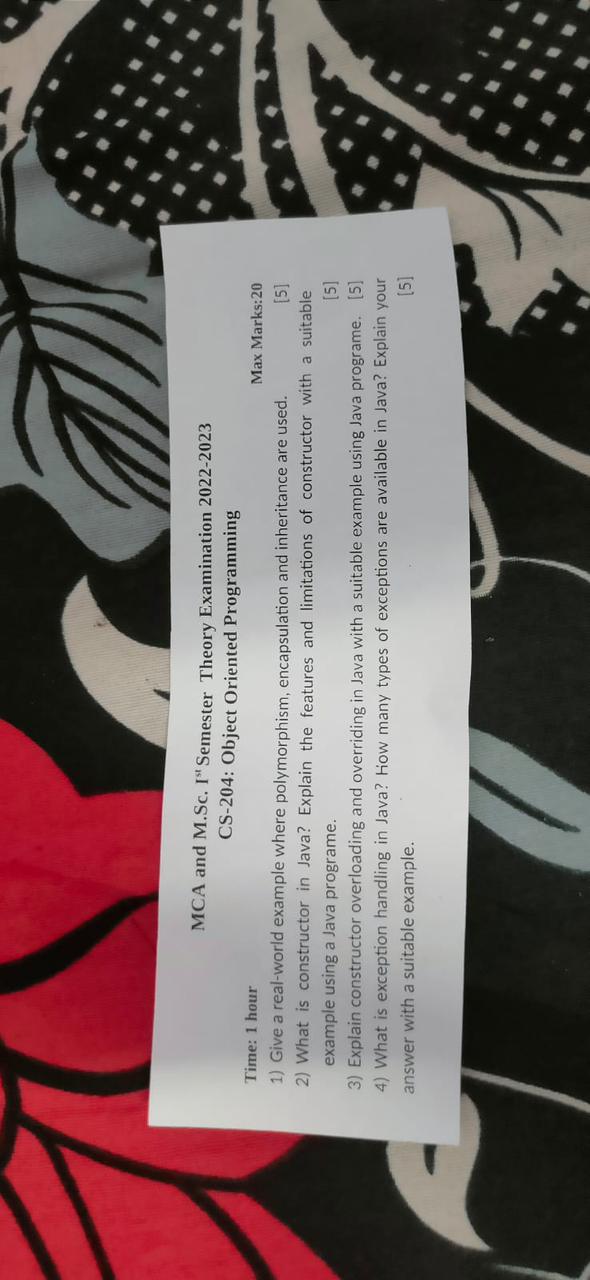 MCA and M.Sc. Ist Semester Theory Examination 2022-2023
CS-204: Object Oriented Programming
Time: 1 hour Max Marks:20
1) Give a real-world example where polymorphism, encapsulation and inheritance are used. [5]
2) What is constructor in Java? Explain the features and limitations of constructor with a suitable
example using a Java programe. [5]
3) Explain constructor overloading and overriding in Java with a suitable example using Java programe. [5]
4) What is exception handling in Java? How many types of exceptions are available in Java? Explain your
answer with a suitable example. [5]